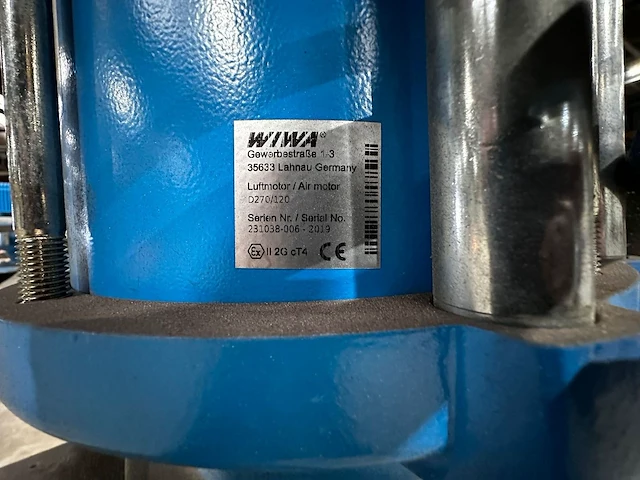 WIWA®
Gewerbestraße 1-3
35633 Lahnau Germany
Luftmotor / Air motor
D270/120
Serien Nr. / Serial No.
231038-006 - 2019
Ex II 2G cT4 CE